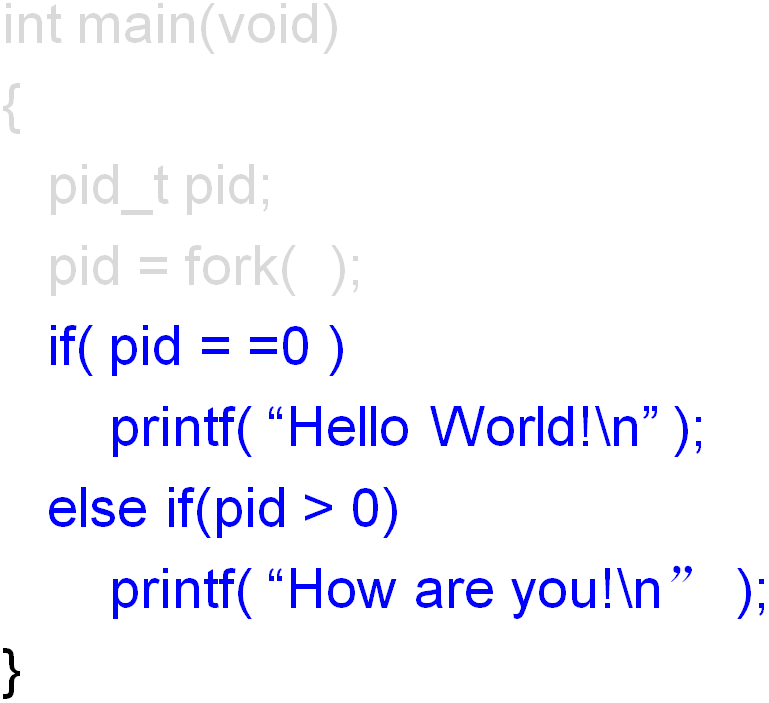 int main(void)
{
pid_t pid;
pid = fork(  );
if( pid = =0 )
printf( “Hello World!\n” );
else if(pid > 0)
printf( “How are you!\n”  );
}